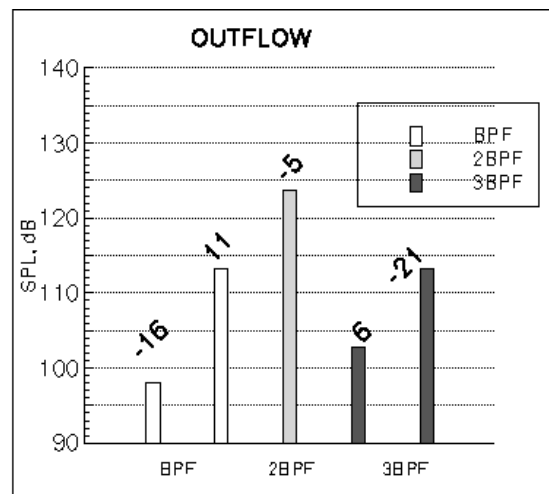 OUTFLOW
140
130
120
110
100
90
SPL,dB
BPF
2BPF
3BPF
-16
11
-5
6
-21
BPF 2BPF 3BPF